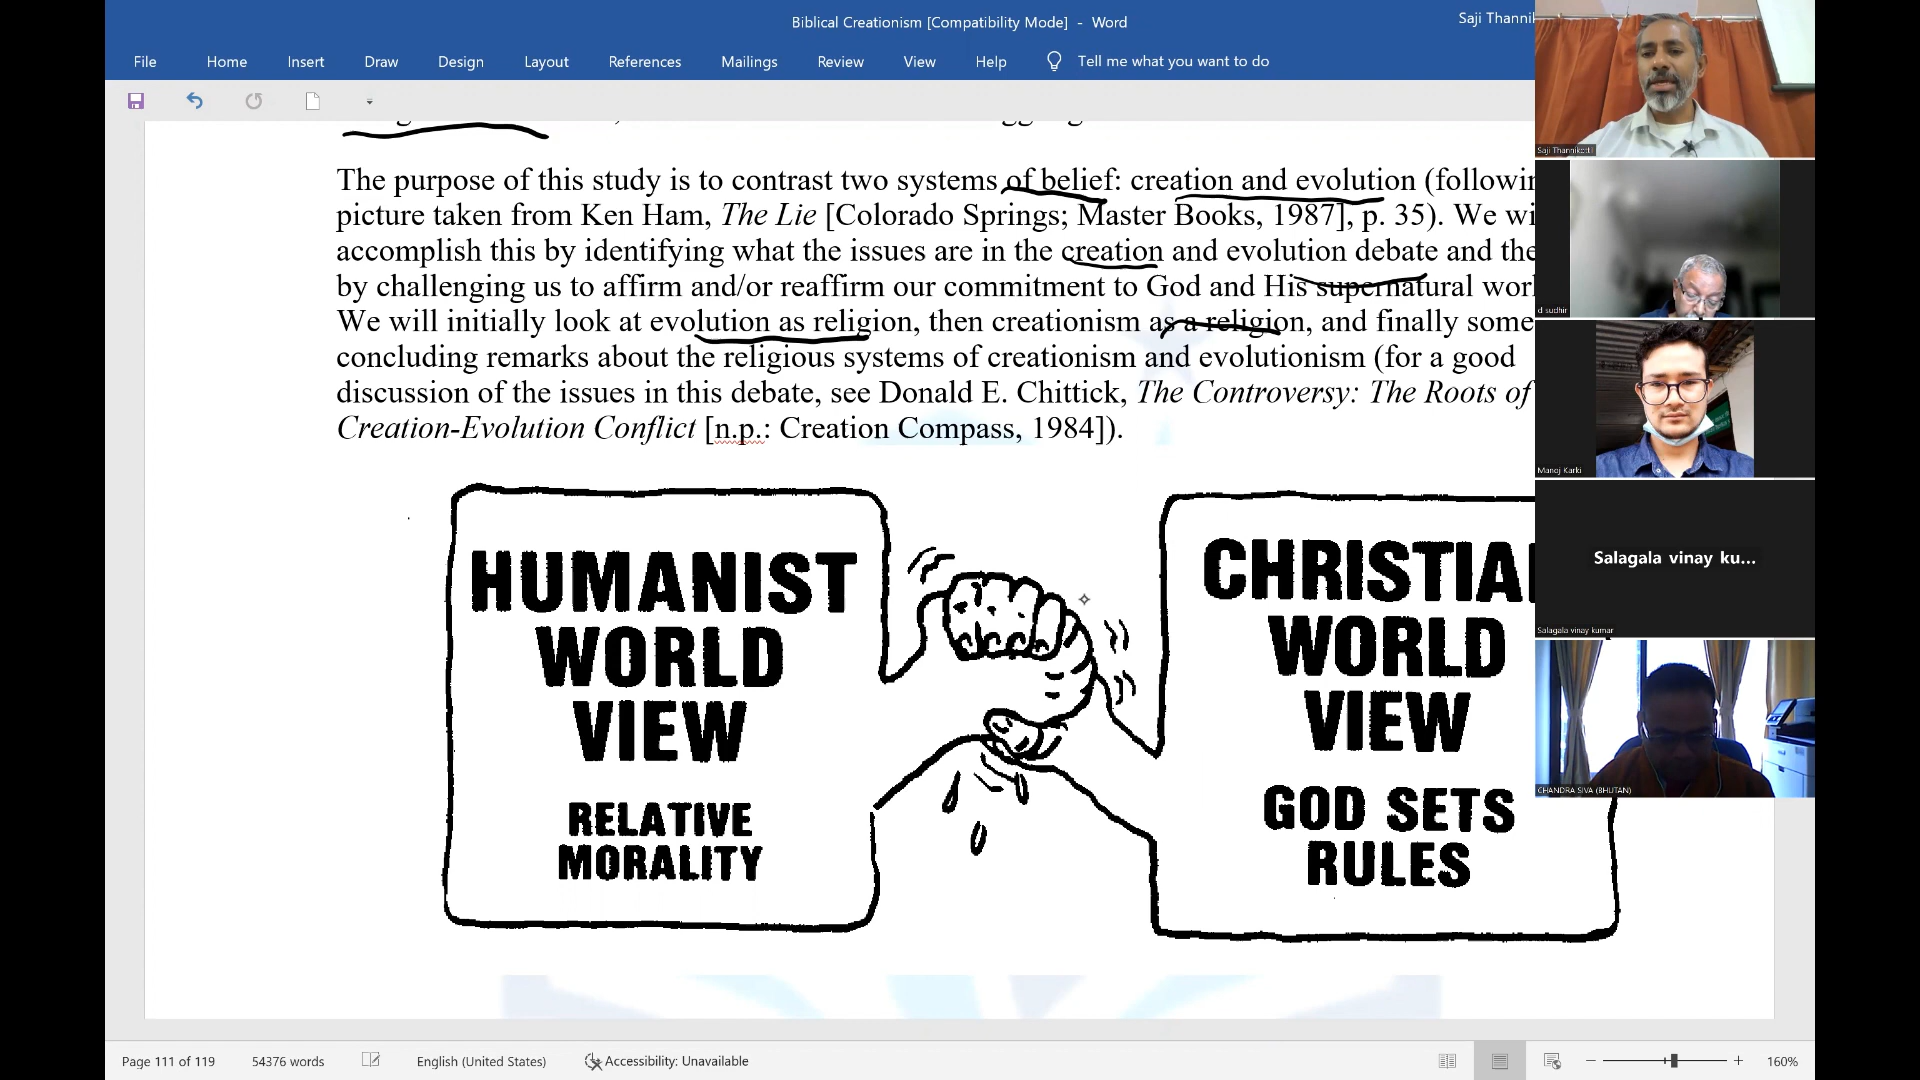 Biblical Creationism [Compatibility Mode] - Word
File Home Insert Draw Design Layout References Mailings Review View Help Tell me what you want to do
The purpose of this study is to contrast two systems of belief: creation and evolution
picture taken from Ken Ham, The Lie [Colorado Springs; Master Books, 1987], p. 35). We
accomplish this by identifying what the issues are in the creation and evolution debate and
by challenging us to affirm and/or reaffirm our commitment to God and His supernatural
We will initially look at evolution as religion, then creationism as a religion, and finally some
concluding remarks about the religious systems of creationism and evolutionism (for a good
discussion of the issues in this debate, see Donald E. Chittick, The Controversy: The Roots of
Creation-Evolution Conflict [n.p.: Creation Compass, 1984]).
HUMANIST
WORLD
VIEW
RELATIVE
MORALITY
WORLD
VIEW
GOD SETS
RULES
d sudhir
Manoj Karki
Salagala vinay ku...
Salagala vinay kumar
CHANDRA SIVA (BHUTAN)
Page 111 of 119 54376 words English (United States) Accessibility: Unavailable 160%